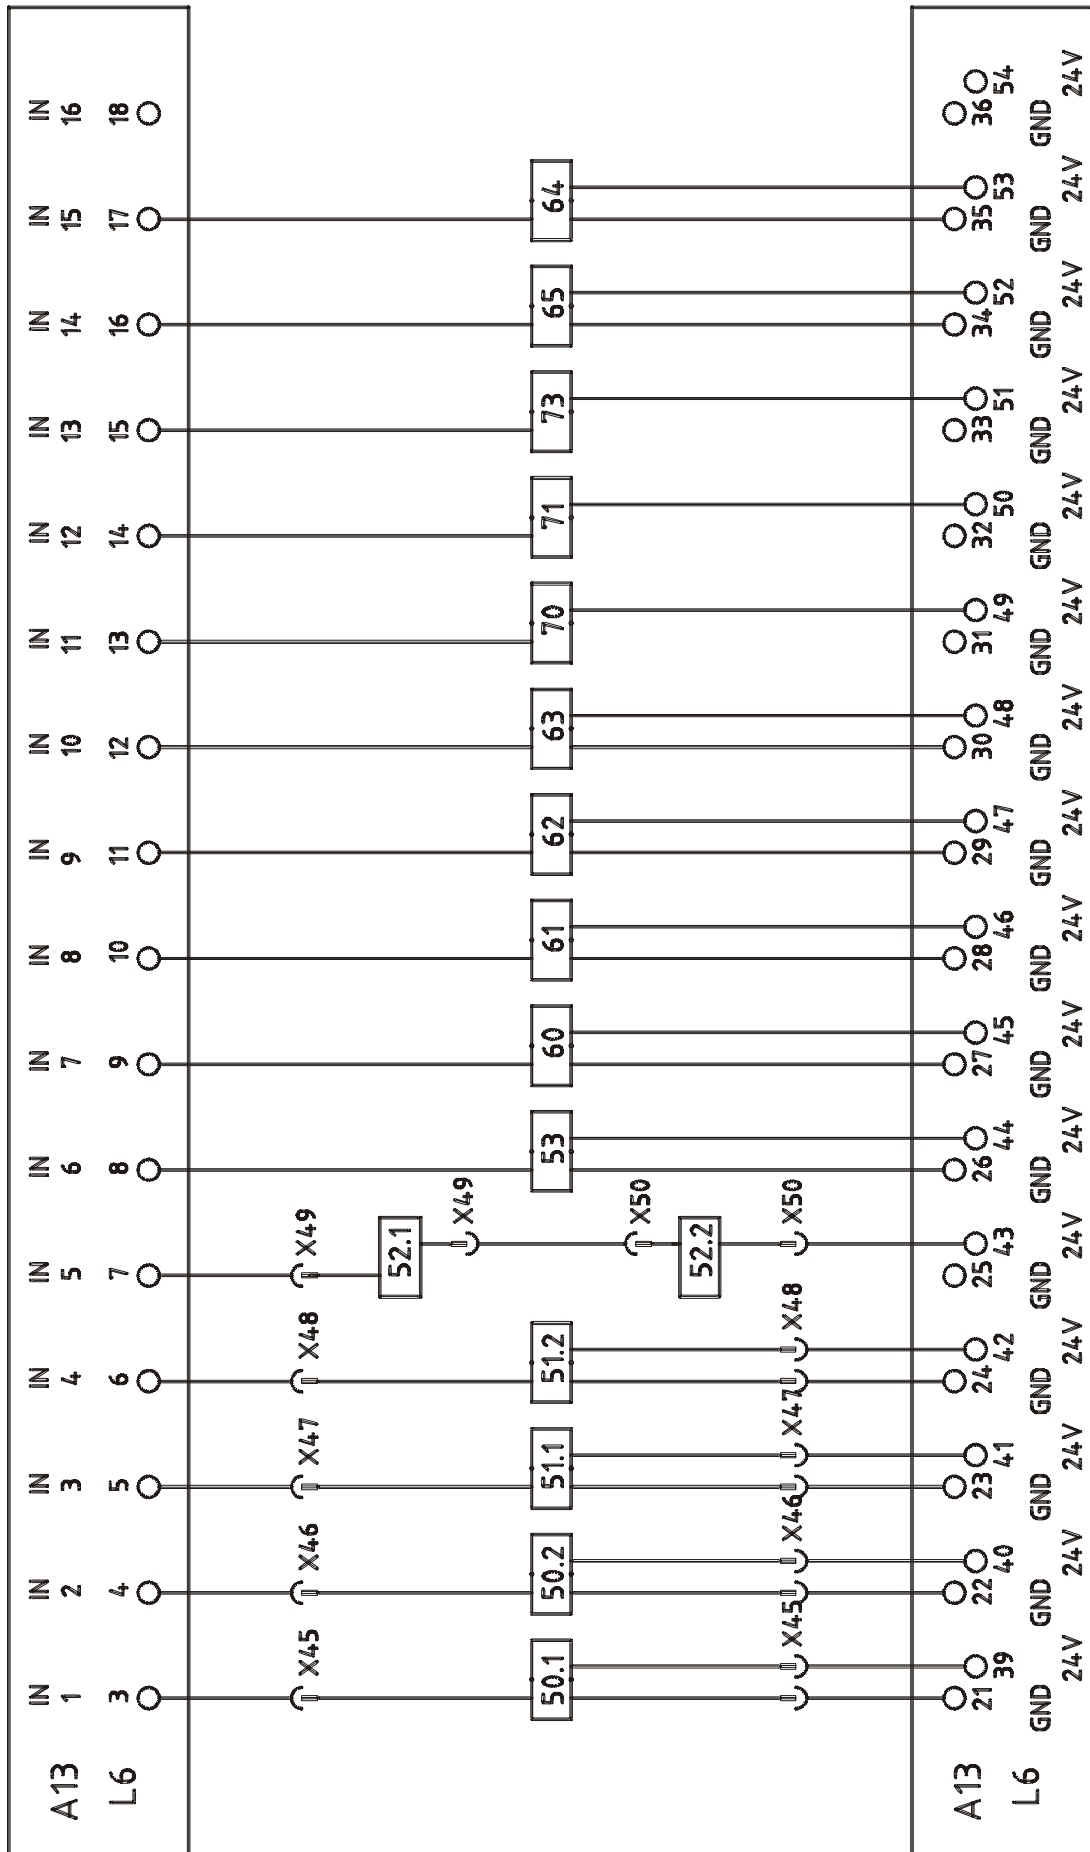 IN IN IN IN IN IN IN IN IN IN IN IN IN IN IN IN
A13 1 2 3 4 5 6 7 8 9 10 11 12 13 14 15 16
L6 3 4 5 6 7 8 9 10 11 12 13 14 15 16 17 18
X45 X46 X47 X48 X49
52.1
X49
50.1 50.2 51.1 51.2 53 60 61 62 63 70 71 73 65 64
X50
52.2
X45 X46 X47 X48 X50
A13 21 22 23 24 25 26 27 28 29 30 31 32 33 34 35 36
39 40 41 42 43 44 45 46 47 48 49 50 51 52 53 54
L6 GND GND GND GND GND GND GND GND GND GND GND GND GND GND GND GND
24V 24V 24V 24V 24V 24V 24V 24V 24V 24V 24V 24V 24V 24V 24V 24V